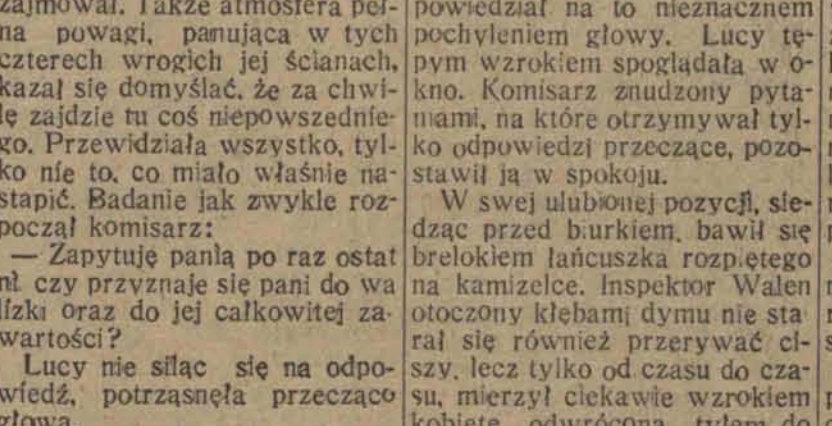 zajmował. Także atmosfera peł-
na powagi, panująca w tych
czterech wrogich jej ścianach,
kazał się domyślać, że za chwi-
lę zajdzie tu coś niepowszednie-
go. Przewidziała wszystko, tyl-
ko nie to, co miało właśnie na-
stąpić. Badanie jak zwykle roz-
począł komisarz:
— Zapytuję panią po raz ostat
ni czy przyznaje się pani do wa
lizki oraz do jej całkowitej za-
wartości?
Lucy nie siląc się na odpo-
wiedź, potrząsnęła przecząco
głową.
powiedział na to nieznacznem
pochyleniem głowy. Lucy tę-
pym wzrokiem spoglądała w o-
kno. Komisarz znudzony pyta-
niami, na które otrzymywał tyl-
ko odpowiedzi przeczące, pozo-
stawił ją w spokoju.
W swej ulubionej pozycji, sie-
dząc przed biurkiem, bawił się
brelokiem łańcuszka rozpiętego
na kamizelce. Inspektor Walen
otoczony kłębami dymu nie sta
rał się również przerywać ci-
szy, lecz tylko od czasu do cza-
su, mierzył ciekawie wzrokiem
kobietę odwróconą tyłem do